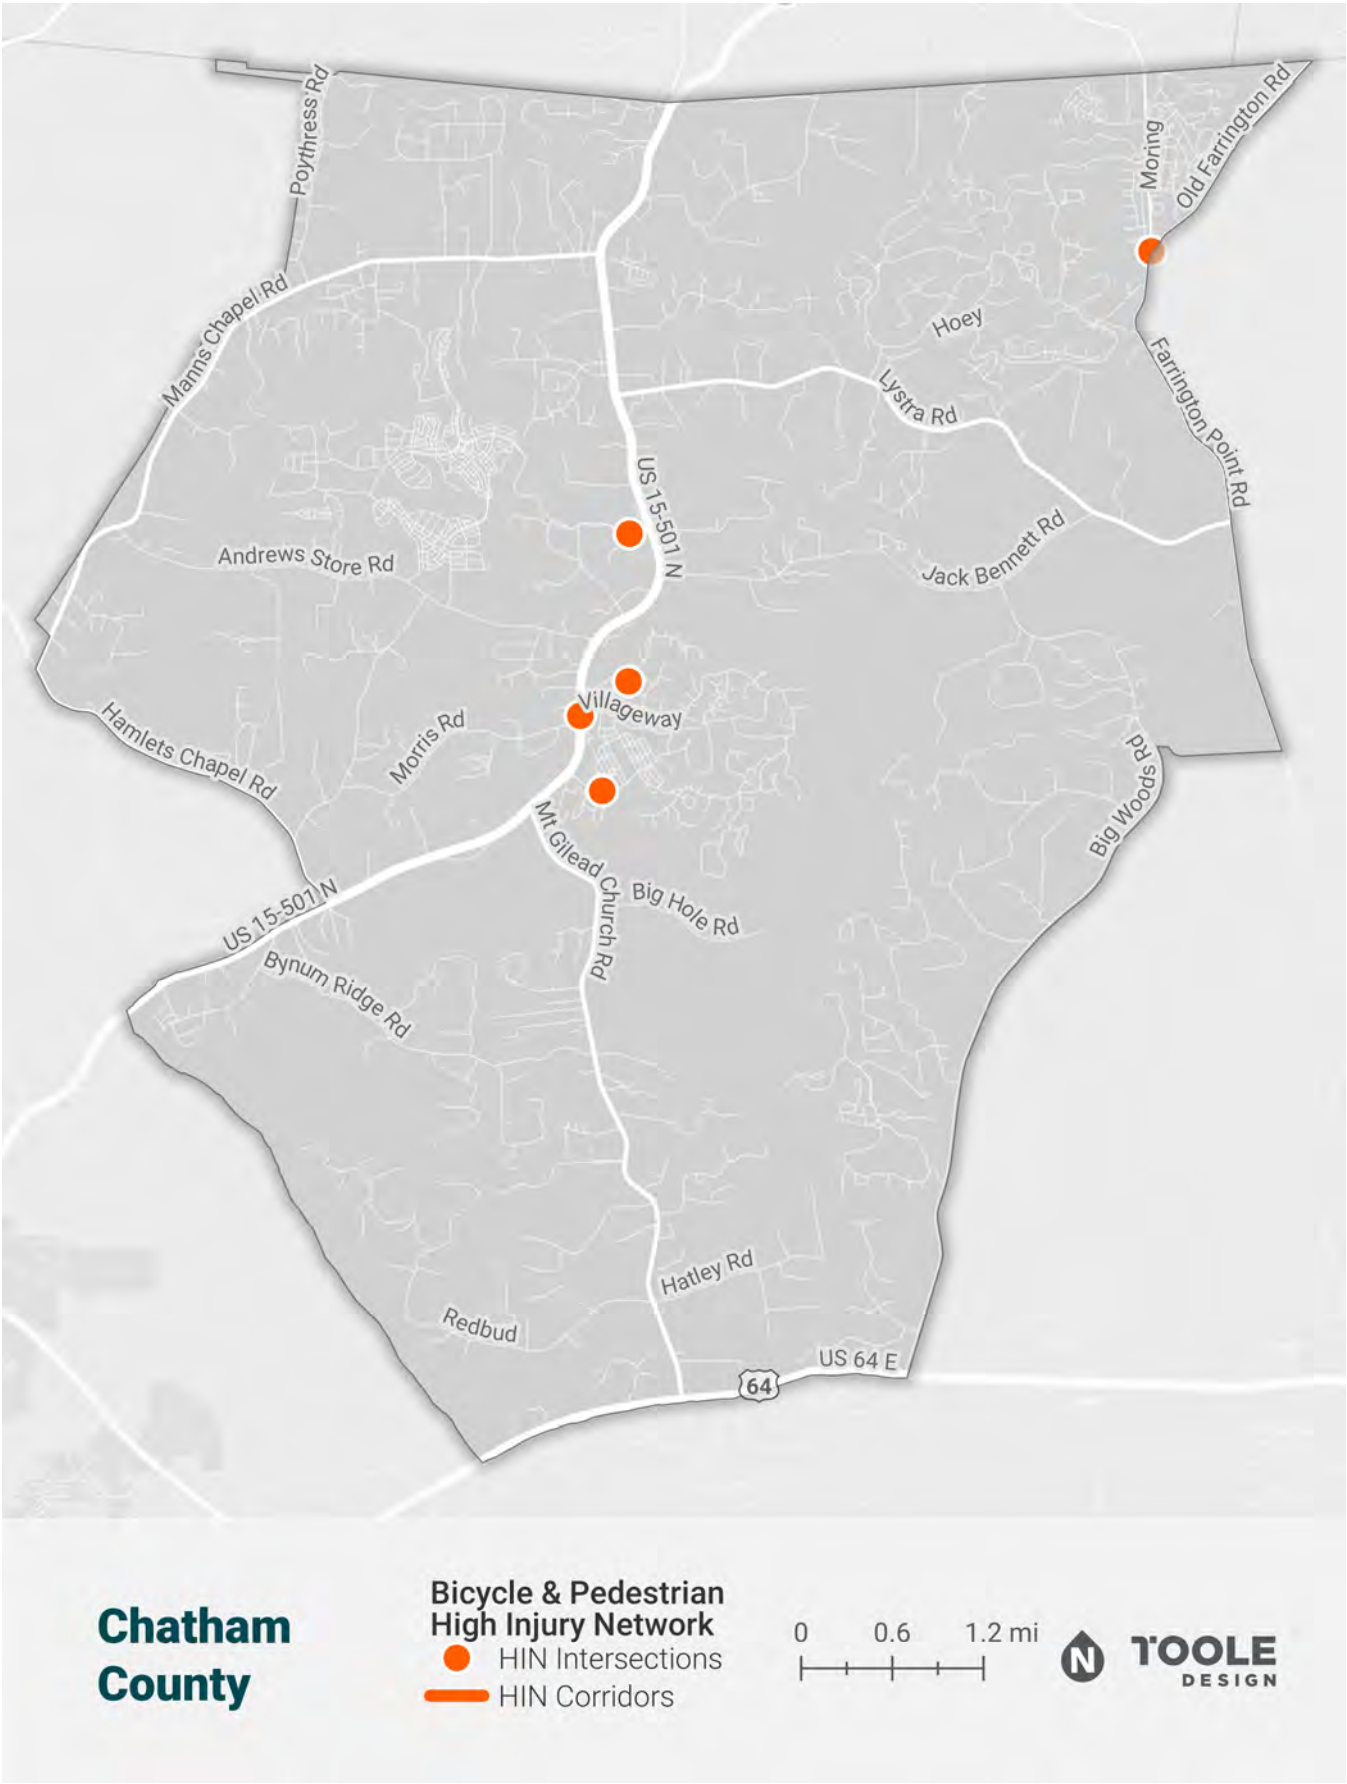 Poythress Rd
Moring
Old Farrington Rd
Manns Chapel Rd
Hoey
Farrington Point Rd
Lystra Rd
US 15-501 N
Andrews Store Rd
Jack Bennett Rd
Villageway
Hamlets Chapel Rd
Morris Rd
Big Woods Rd
Mt Gilead Church Rd
Big Hole Rd
US 15-501 N
Bynum Ridge Rd
Hatley Rd
Redbud
US 64 E
64
Chatham
County
Bicycle & Pedestrian
High Injury Network
HIN Intersections
HIN Corridors
0 0.6 1.2 mi
N
TOOLE
DESIGN